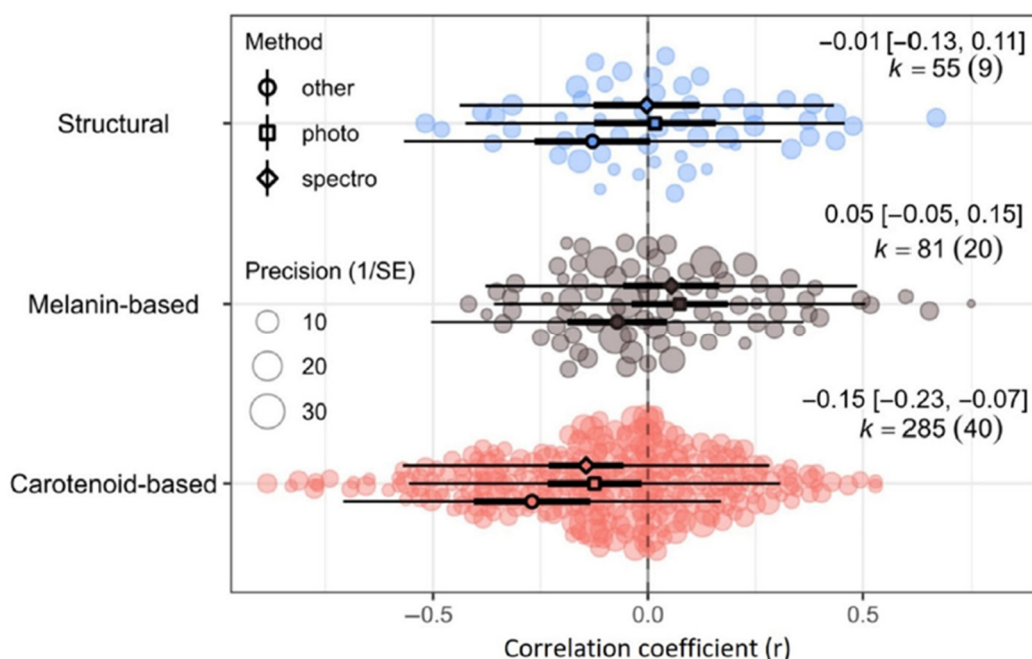 Method
other
photo
spectro
Precision (1/SE)
10
20
30
Structural
−0.01 [−0.13, 0.11]
k = 55 (9)
Melanin-based
0.05 [−0.05, 0.15]
k = 81 (20)
Carotenoid-based
−0.15 [−0.23, −0.07]
k = 285 (40)
−0.5
0.0
0.5
Correlation coefficient (r)